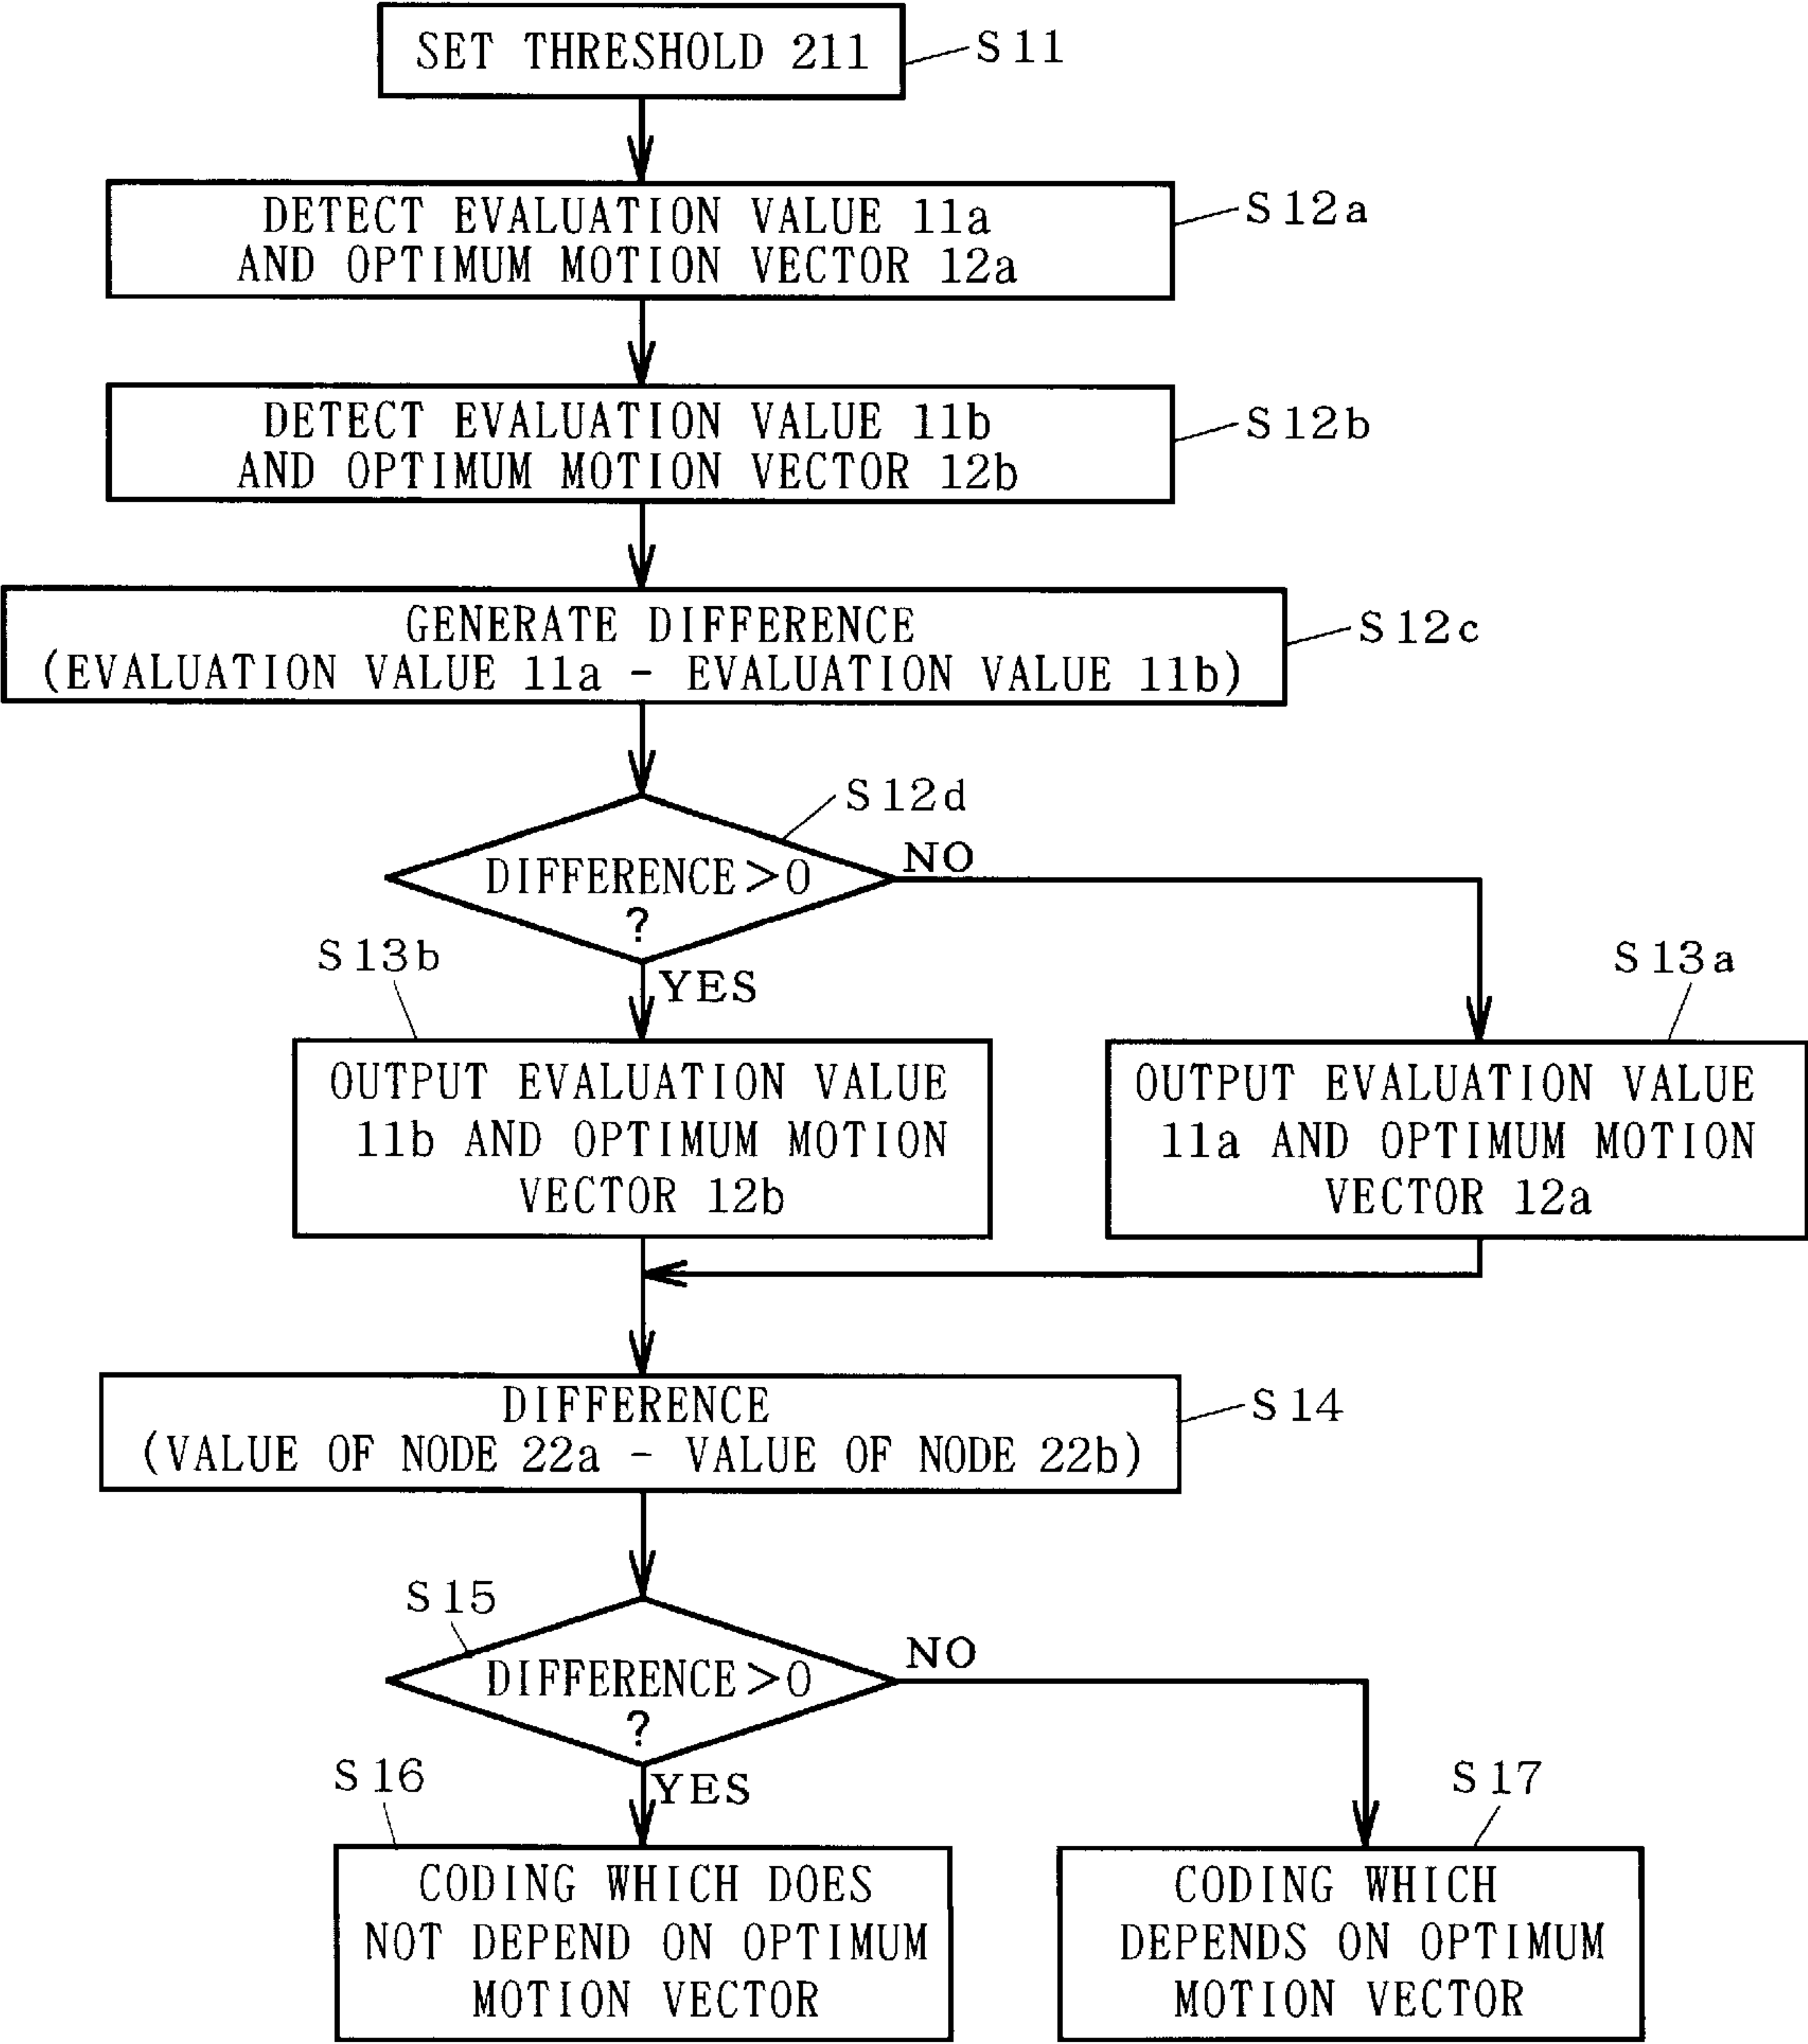 SET THRESHOLD 211
S11
DETECT EVALUATION VALUE 11a
AND OPTIMUM MOTION VECTOR 12a
S12a
DETECT EVALUATION VALUE 11b
AND OPTIMUM MOTION VECTOR 12b
S12b
GENERATE DIFFERENCE
(EVALUATION VALUE 11a - EVALUATION VALUE 11b)
S12c
S12d
DIFFERENCE>0
?
NO
YES
S13b
S13a
OUTPUT EVALUATION VALUE
11b AND OPTIMUM MOTION
VECTOR 12b
OUTPUT EVALUATION VALUE
11a AND OPTIMUM MOTION
VECTOR 12a
DIFFERENCE
(VALUE OF NODE 22a - VALUE OF NODE 22b)
S14
S15
DIFFERENCE>0
?
NO
YES
S16
S17
CODING WHICH DOES
NOT DEPEND ON OPTIMUM
MOTION VECTOR
CODING WHICH
DEPENDS ON OPTIMUM
MOTION VECTOR